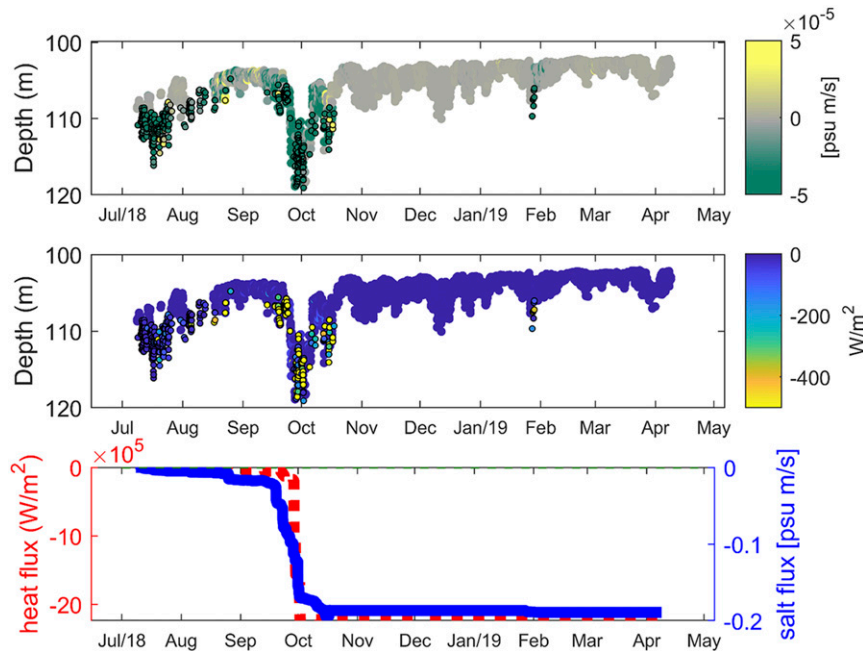 ×10⁻⁵
100
110
120
Depth (m)
Jul/18 Aug Sep Oct Nov Dec Jan/19 Feb Mar Apr May
5
0
-5
[psu m/s]
100
110
120
Depth (m)
Jul Aug Sep Oct Nov Dec Jan/19 Feb Mar Apr May
0
-200
-400
W/m²
×10⁵
0
-10
-20
heat flux (W/m²)
0
-0.1
-0.2
salt flux [psu m/s]
Jul/18 Aug Sep Oct Nov Dec Jan/19 Feb Mar Apr May